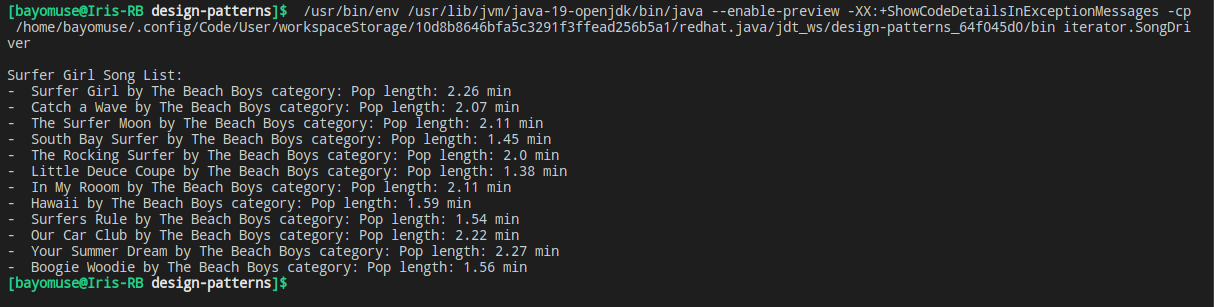 [bayomuse@Iris-RB design-patterns]$  /usr/bin/env /usr/lib/jvm/java-19-openjdk/bin/java --enable-preview -XX:+ShowCodeDetailsInExceptionMessages -cp
 /home/bayomuse/.config/Code/User/workspaceStorage/10d8b8646bfa5c3291f3ffead256b5a1/redhat.java/jdt_ws/design-patterns_64f045d0/bin iterator.SongDri
ver
Surfer Girl Song List:
-  Surfer Girl by The Beach Boys category: Pop length: 2.26 min
-  Catch a Wave by The Beach Boys category: Pop length: 2.07 min
-  The Surfer Moon by The Beach Boys category: Pop length: 2.11 min
-  South Bay Surfer by The Beach Boys category: Pop length: 1.45 min
-  The Rocking Surfer by The Beach Boys category: Pop length: 2.0 min
-  Little Deuce Coupe by The Beach Boys category: Pop length: 1.38 min
-  In My Rooom by The Beach Boys category: Pop length: 2.11 min
-  Hawaii by The Beach Boys category: Pop length: 1.59 min
-  Surfers Rule by The Beach Boys category: Pop length: 1.54 min
-  Our Car Club by The Beach Boys category: Pop length: 2.22 min
-  Your Summer Dream by The Beach Boys category: Pop length: 2.27 min
-  Boogie Woodie by The Beach Boys category: Pop length: 1.56 min
[bayomuse@Iris-RB design-patterns]$